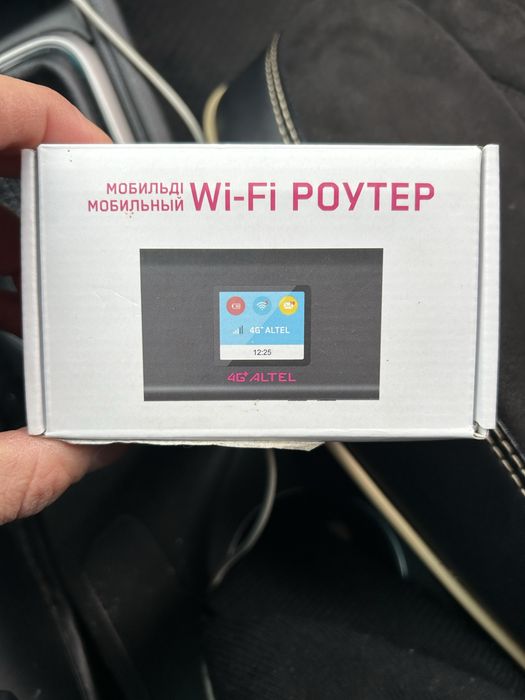 МОБИЛЬДІ
МОБИЛЬНЫЙ
Wi-Fi РОУТЕР
4G+ ALTEL
12:25
4G+ ALTEL